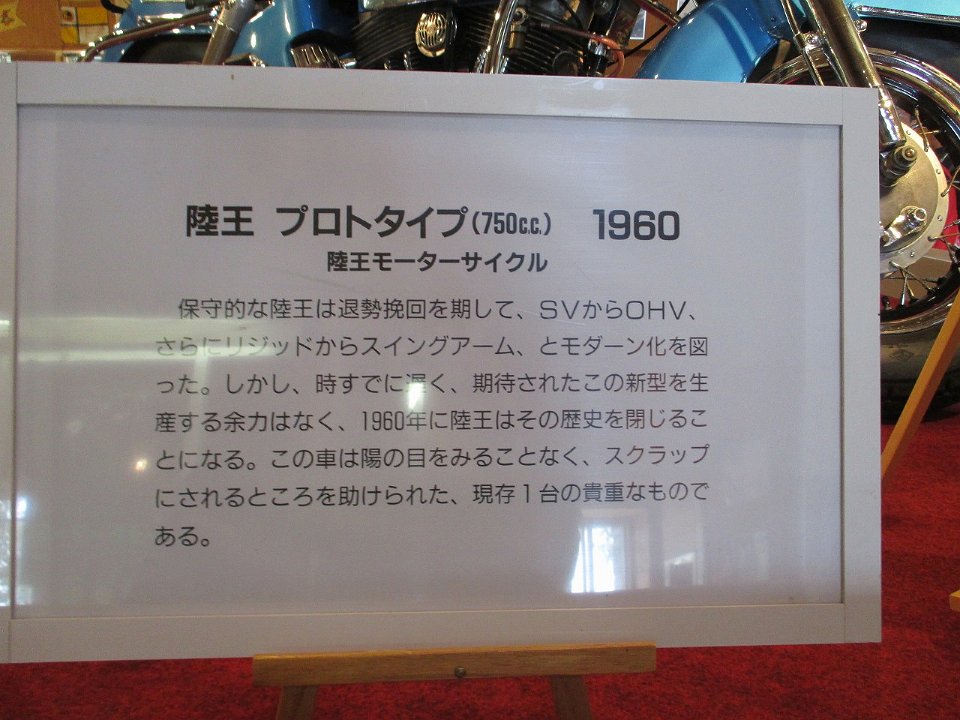 陸王 プロトタイプ(750c.c.) 1960
陸王モーターサイクル
保守的な陸王は退勢挽回を期して、SVからOHV、
さらにリジッドからスイングアーム、とモダーン化を図
った。しかし、時すでに遅く、期待されたこの新型を生
産する余力はなく、1960年に陸王はその歴史を閉じるこ
とになる。この車は陽の目をみることなく、スクラップ
にされるところを助けられた、現存1台の貴重なもので
ある。